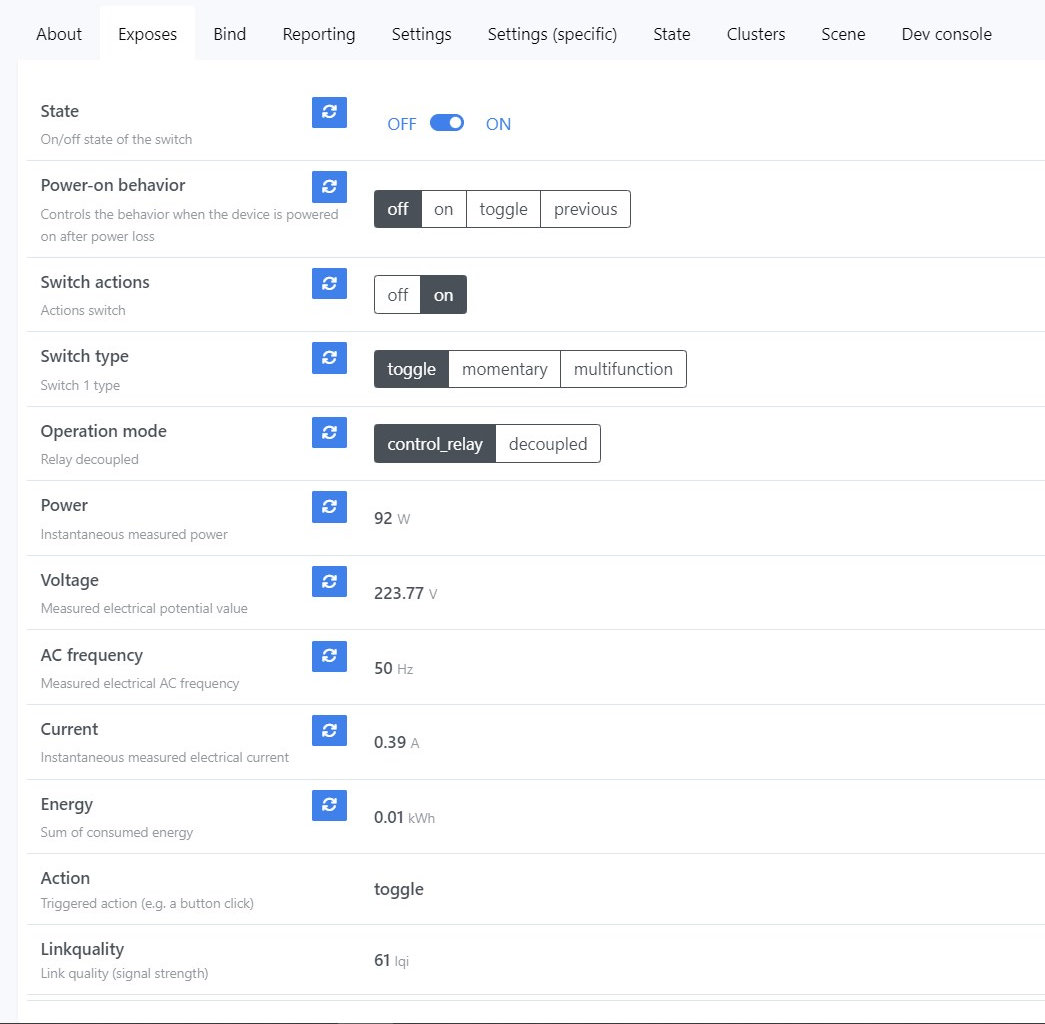 About Exposes Bind Reporting Settings Settings (specific) State Clusters Scene Dev console
State
On/off state of the switch
OFF ON
Power-on behavior
Controls the behavior when the device is powered
on after power loss
off on toggle previous
Switch actions
Actions switch
off on
Switch type
Switch 1 type
toggle momentary multifunction
Operation mode
Relay decoupled
control_relay decoupled
Power
Instantaneous measured power
92 W
Voltage
Measured electrical potential value
223.77 V
AC frequency
Measured electrical AC frequency
50 Hz
Current
Instantaneous measured electrical current
0.39 A
Energy
Sum of consumed energy
0.01 kWh
Action
Triggered action (e.g. a button click)
toggle
Linkquality
Link quality (signal strength)
61 lqi